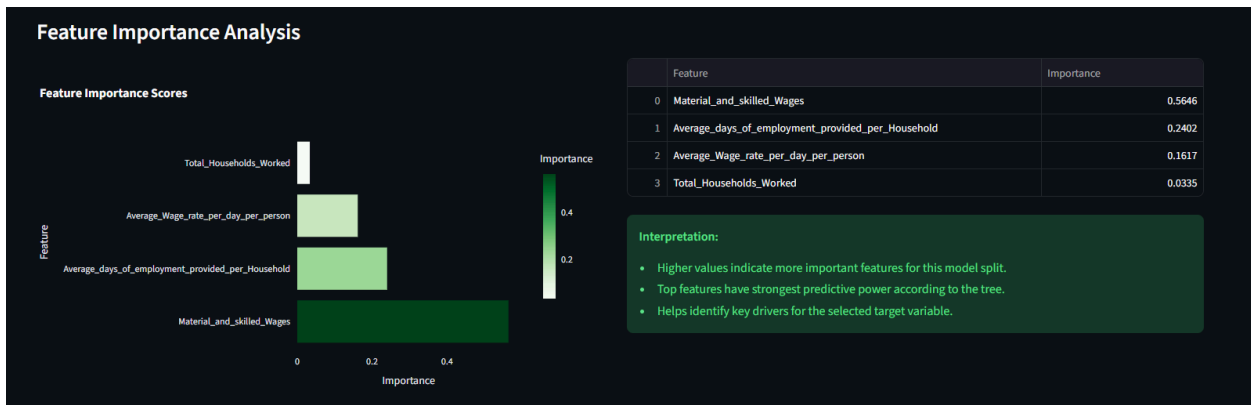 Feature Importance Analysis
Feature Importance Scores
Total_Households_Worked
Average_Wage_rate_per_day_per_person
Average_days_of_employment_provided_per_Household
Material_and_skilled_Wages
Feature
0 0.2 0.4
Importance
Importance
0.4
0.2
Feature Importance
0 Material_and_skilled_Wages 0.5646
1 Average_days_of_employment_provided_per_Household 0.2402
2 Average_Wage_rate_per_day_per_person 0.1617
3 Total_Households_Worked 0.0335
Interpretation:
• Higher values indicate more important features for this model split.
• Top features have strongest predictive power according to the tree.
• Helps identify key drivers for the selected target variable.